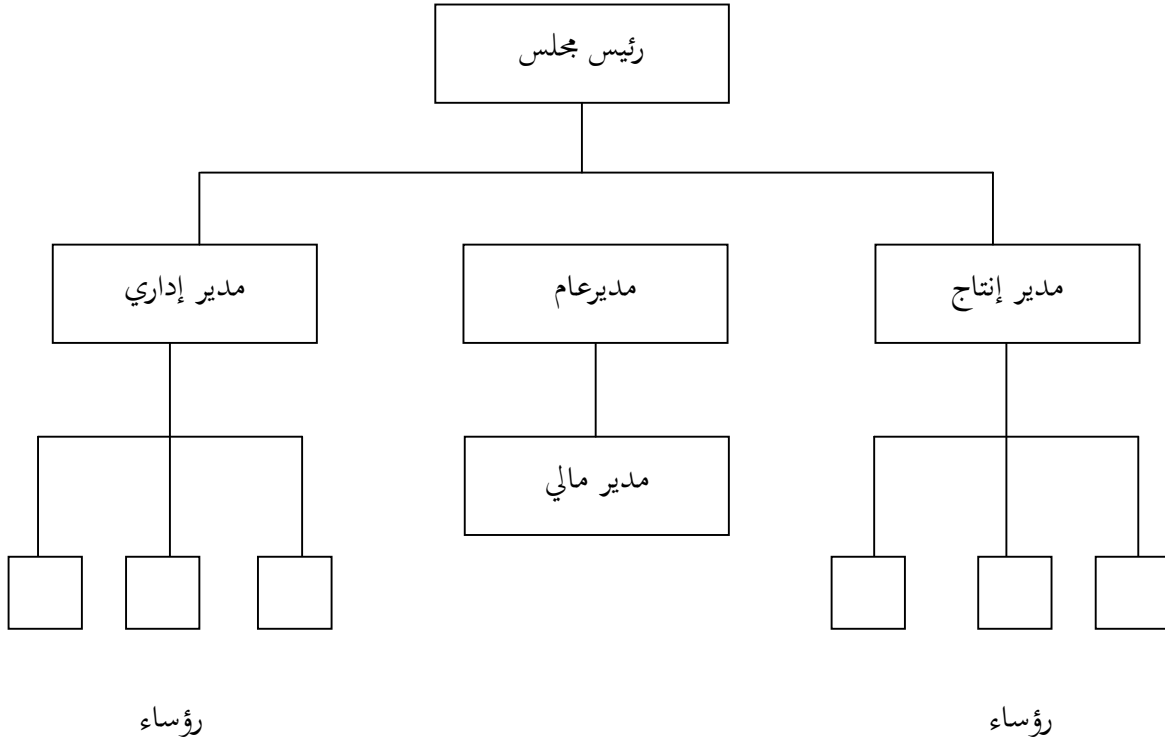 رئيس مجلس
مدير إنتاج
مديرعام
مدير إداري
مدير مالي
رؤساء
رؤساء